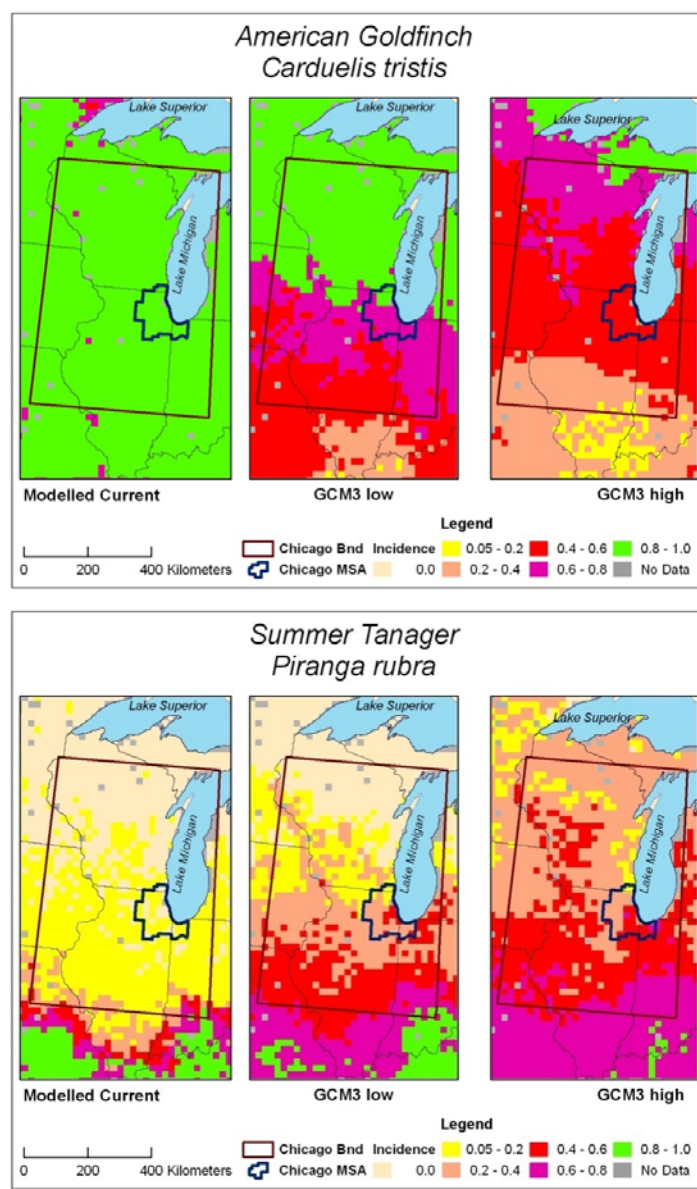 American Goldfinch
Carduelis tristis
Lake Superior
Lake Michigan
Lake Superior
Lake Michigan
Lake Superior
Lake Michigan
Modelled Current
GCM3 low
GCM3 high
Legend
0 200 400 Kilometers
Chicago Bnd Incidence 0.05 - 0.2 0.4 - 0.6 0.8 - 1.0
Chicago MSA 0.0 0.2 - 0.4 0.6 - 0.8 No Data
Summer Tanager
Piranga rubra
Lake Superior
Lake Michigan
Lake Superior
Lake Michigan
Lake Superior
Lake Michigan
Modelled Current
GCM3 low
GCM3 high
Legend
0 200 400 Kilometers
Chicago Bnd Incidence 0.05 - 0.2 0.4 - 0.6 0.8 - 1.0
Chicago MSA 0.0 0.2 - 0.4 0.6 - 0.8 No Data